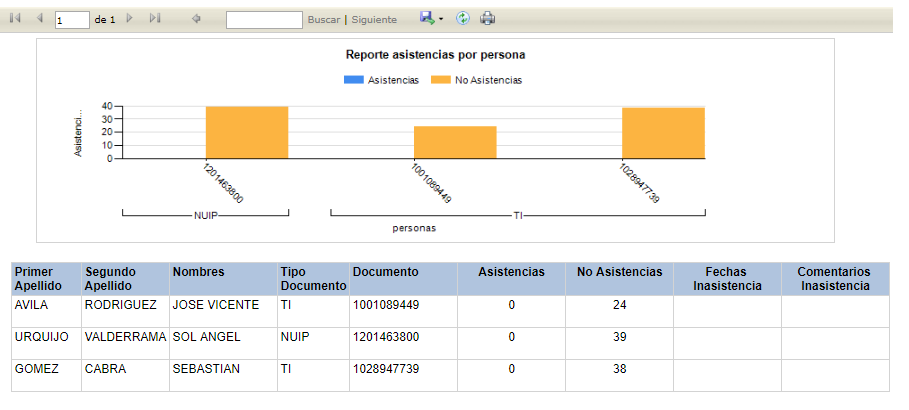 1 de 1 Buscar | Siguiente
Reporte asistencias por persona
Asistencias No Asistencias
Asistenci...
40
30
20
10
0
1201463800 1001089449 1028947739
NUIP TI
personas
Primer Apellido Segundo Apellido Nombres Tipo Documento Documento Asistencias No Asistencias Fechas Inasistencia Comentarios Inasistencia
AVILA RODRIGUEZ JOSE VICENTE TI 1001089449 0 24
URQUIJO VALDERRAMA SOL ANGEL NUIP 1201463800 0 39
GOMEZ CABRA SEBASTIAN TI 1028947739 0 38